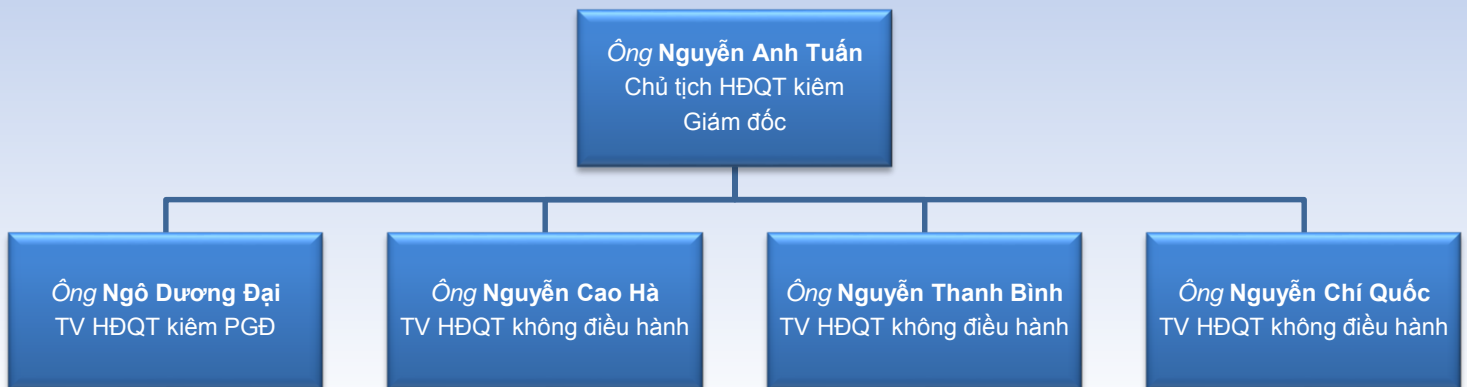 Ông Nguyễn Anh Tuấn
Chủ tịch HĐQT kiêm
Giám đốc
Ông Ngô Dương Đại
TV HĐQT kiêm PGĐ
Ông Nguyễn Cao Hà
TV HĐQT không điều hành
Ông Nguyễn Thanh Bình
TV HĐQT không điều hành
Ông Nguyễn Chí Quốc
TV HĐQT không điều hành